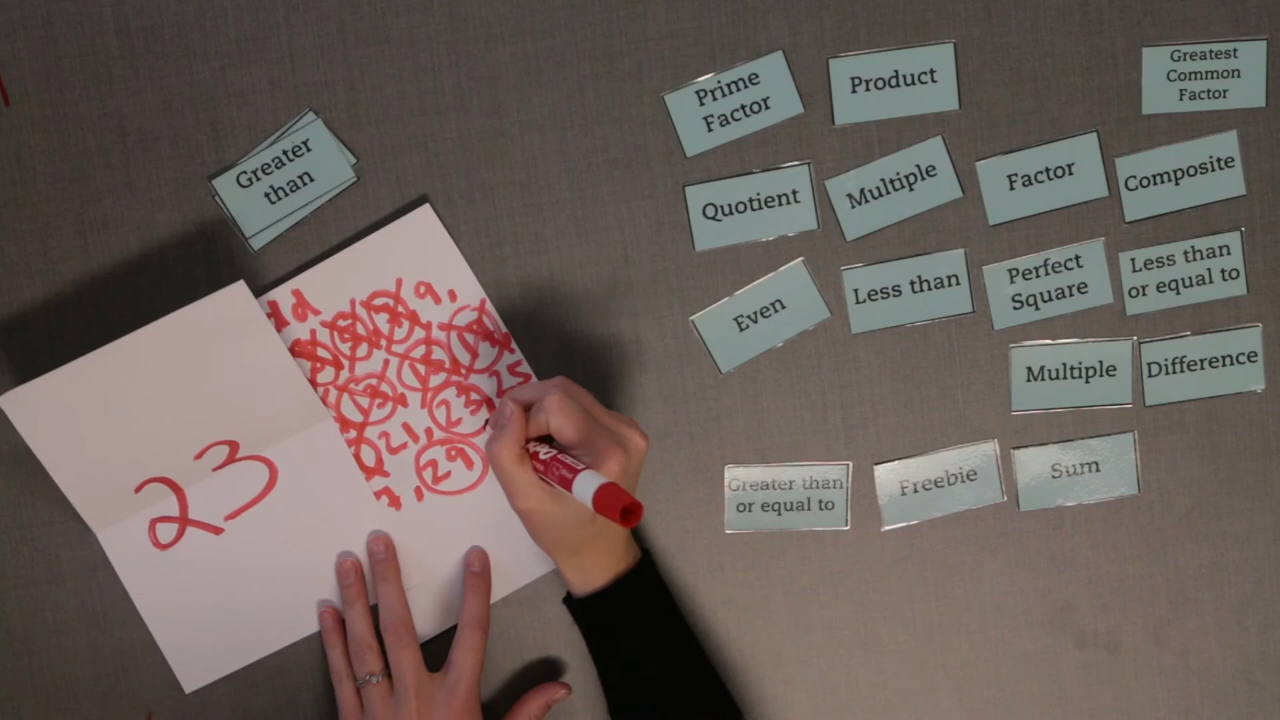 Greater
than
23
9,
25
23
21,
29
7,
Prime
Factor
Product
Greatest
Common
Factor
Quotient
Multiple
Factor
Composite
Even
Less than
Perfect
Square
Less than
or equal to
Multiple
Difference
Greater than
or equal to
Freebie
Sum